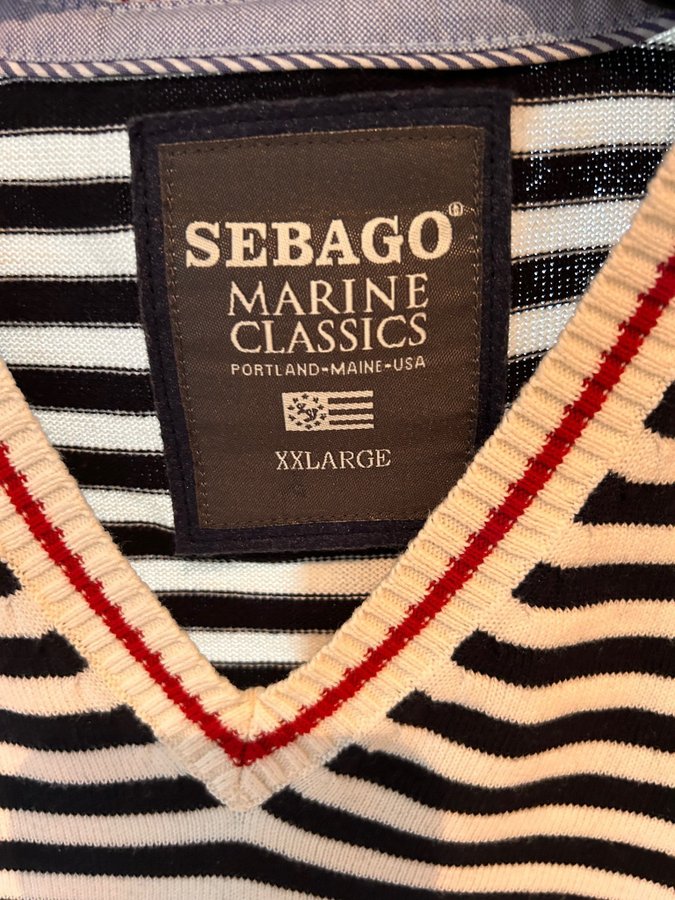 SEBAGO®
MARINE
CLASSICS
PORTLAND-MAINE-USA
XXLARGE